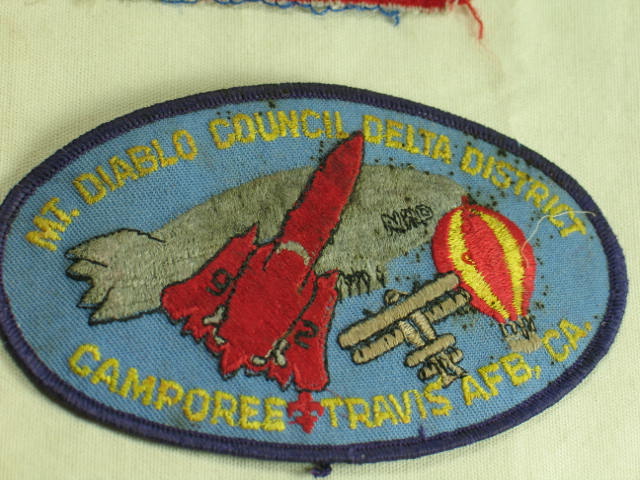 MT. DIABLO COUNCIL DELTA DISTRICT
CAMPOREE TRAVIS AFB, CA.